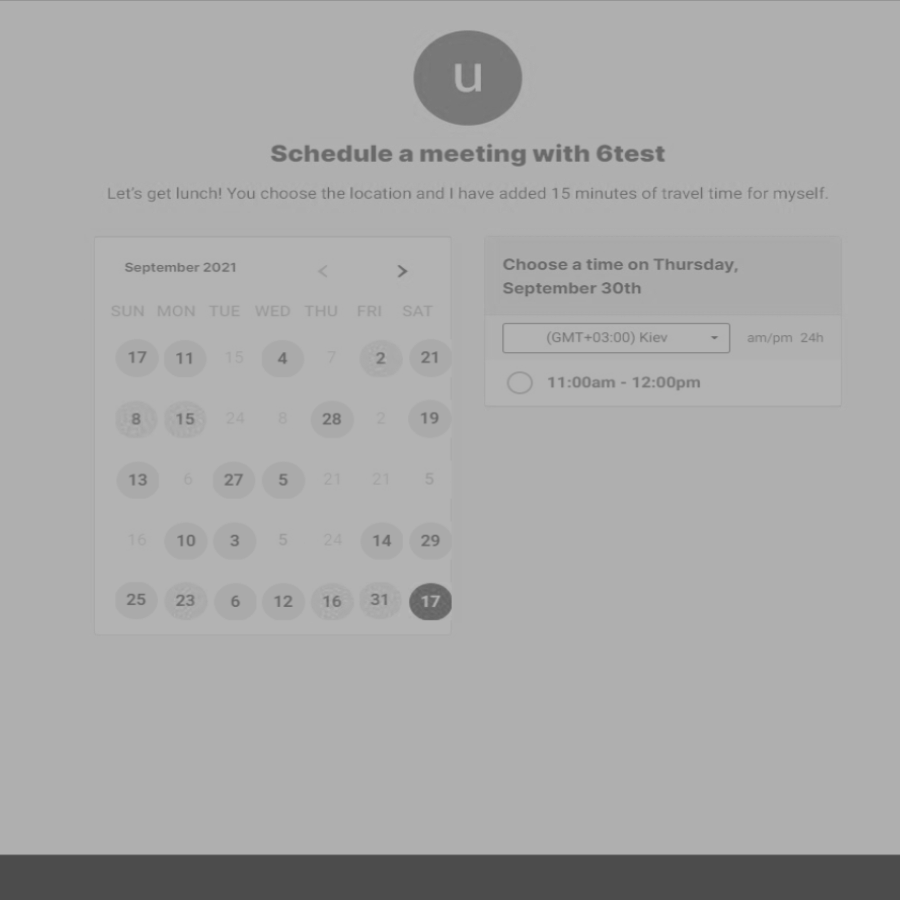 u
Schedule a meeting with 6test
Let's get lunch! You choose the location and I have added 15 minutes of travel time for myself.
September 2021 < >
SUN MON TUE WED THU FRI SAT
17 11 15 4 7 2 21
8 15 24 8 28 2 19
13 6 27 5 21 21 5
16 10 3 5 24 14 29
25 23 6 12 16 31 17
Choose a time on Thursday,
September 30th
(GMT+03:00) Kiev am/pm 24h
11:00am - 12:00pm